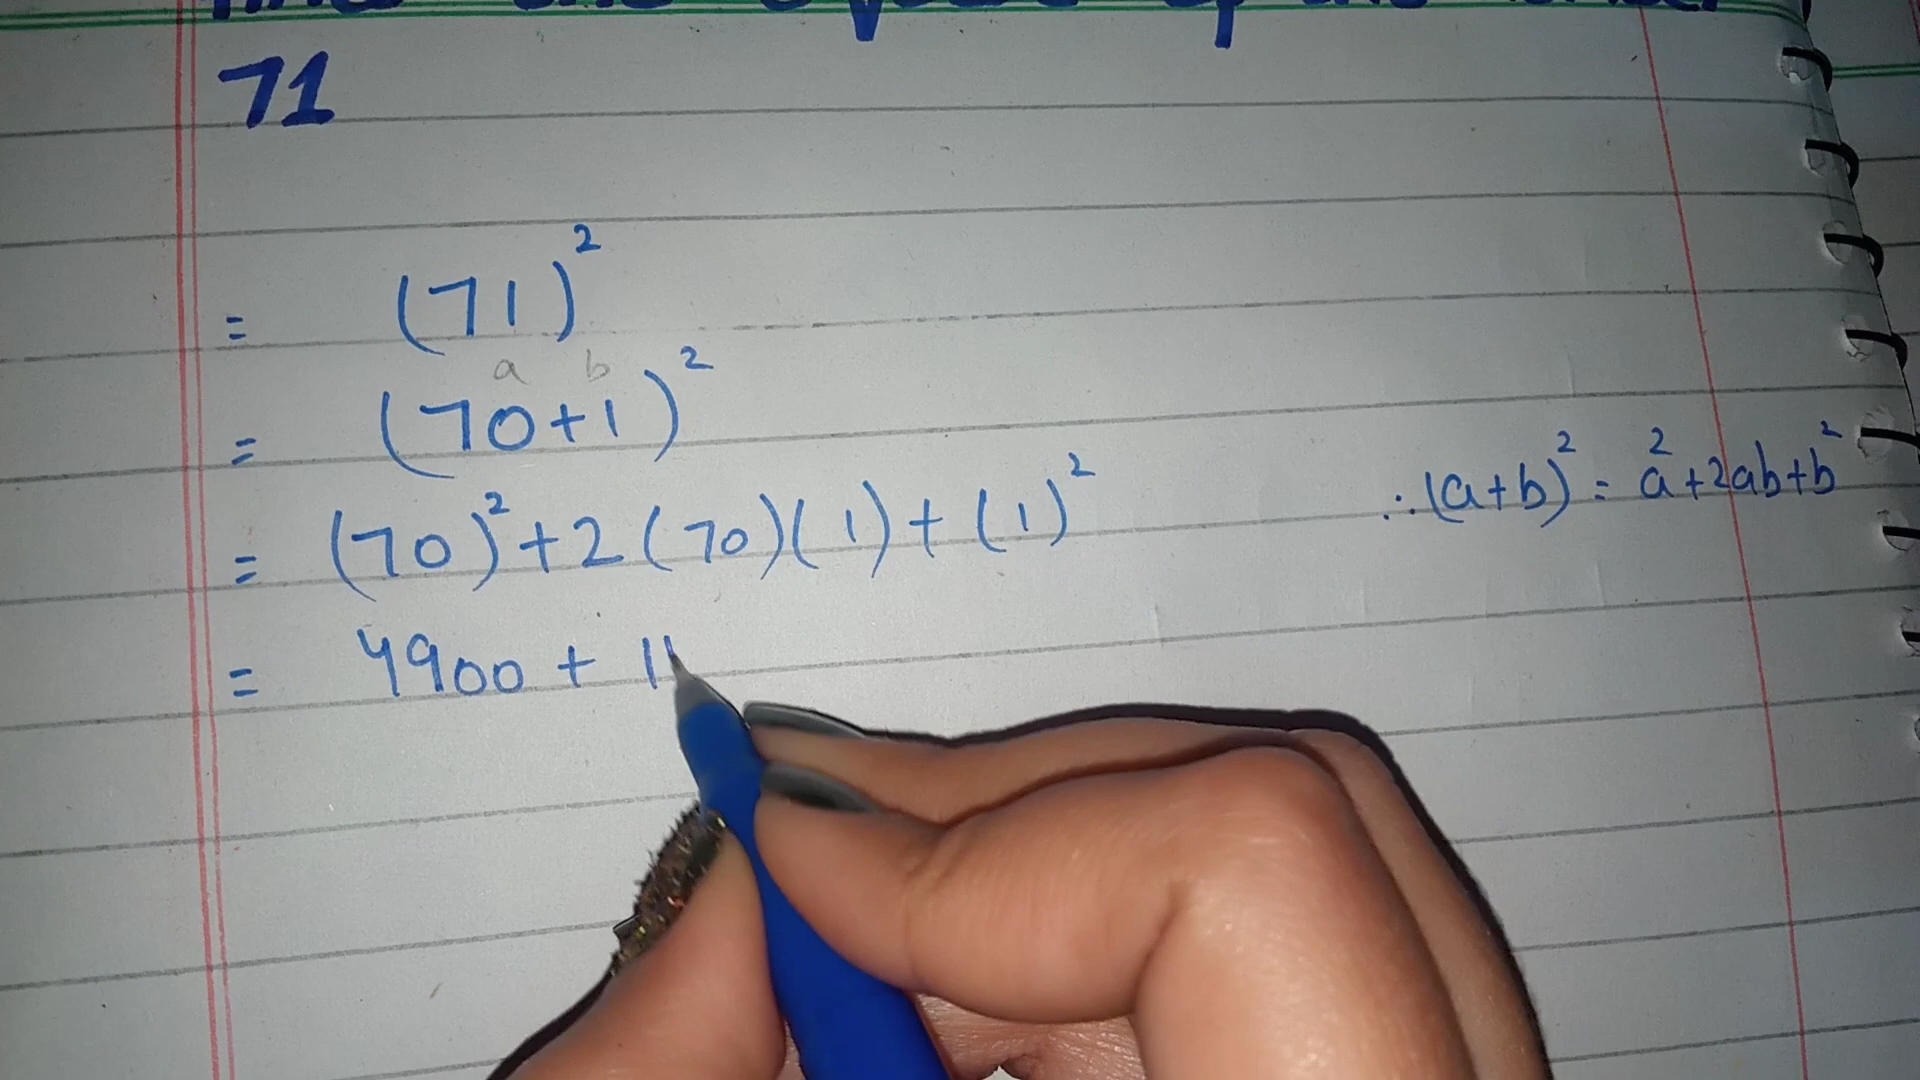 71
= (71)²
a b
= (70+1)²
= (70)²+2(70)(1)+(1)² ∴(a+b)² = a²+2ab+b²
= 4900 + 1